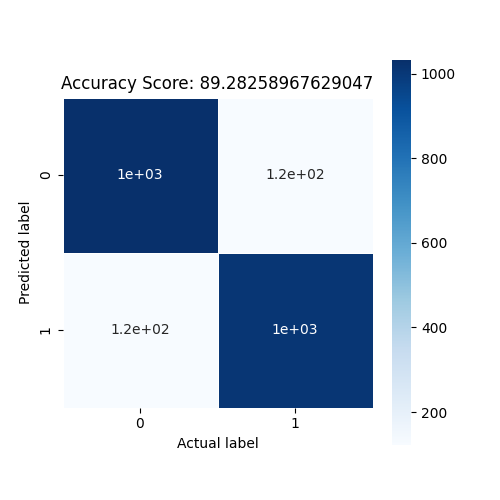 Accuracy Score: 89.28258967629047
0
1e+03
1.2e+02
1
1.2e+02
1e+03
Predicted label
0
1
Actual label
1000
800
600
400
200